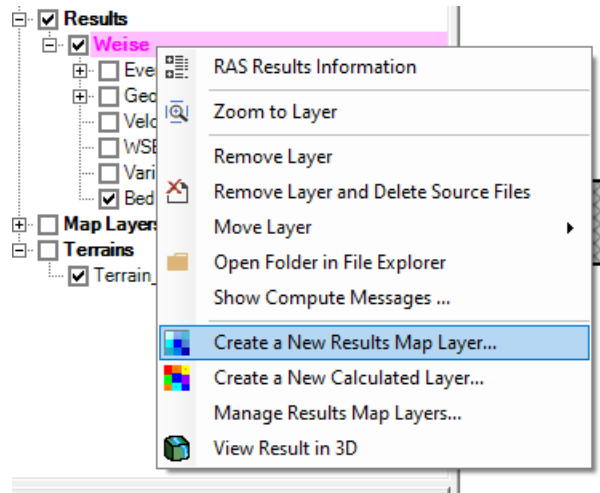 Results
Weise
RAS Results Information
Eve
Geo
Zoom to Layer
Velo
WSE
Remove Layer
Vari
Bed
Remove Layer and Delete Source Files
Map Layers
Move Layer
Terrains
Open Folder in File Explorer
Terrain_
Show Compute Messages ...
Create a New Results Map Layer...
Create a New Calculated Layer...
Manage Results Map Layers...
View Result in 3D